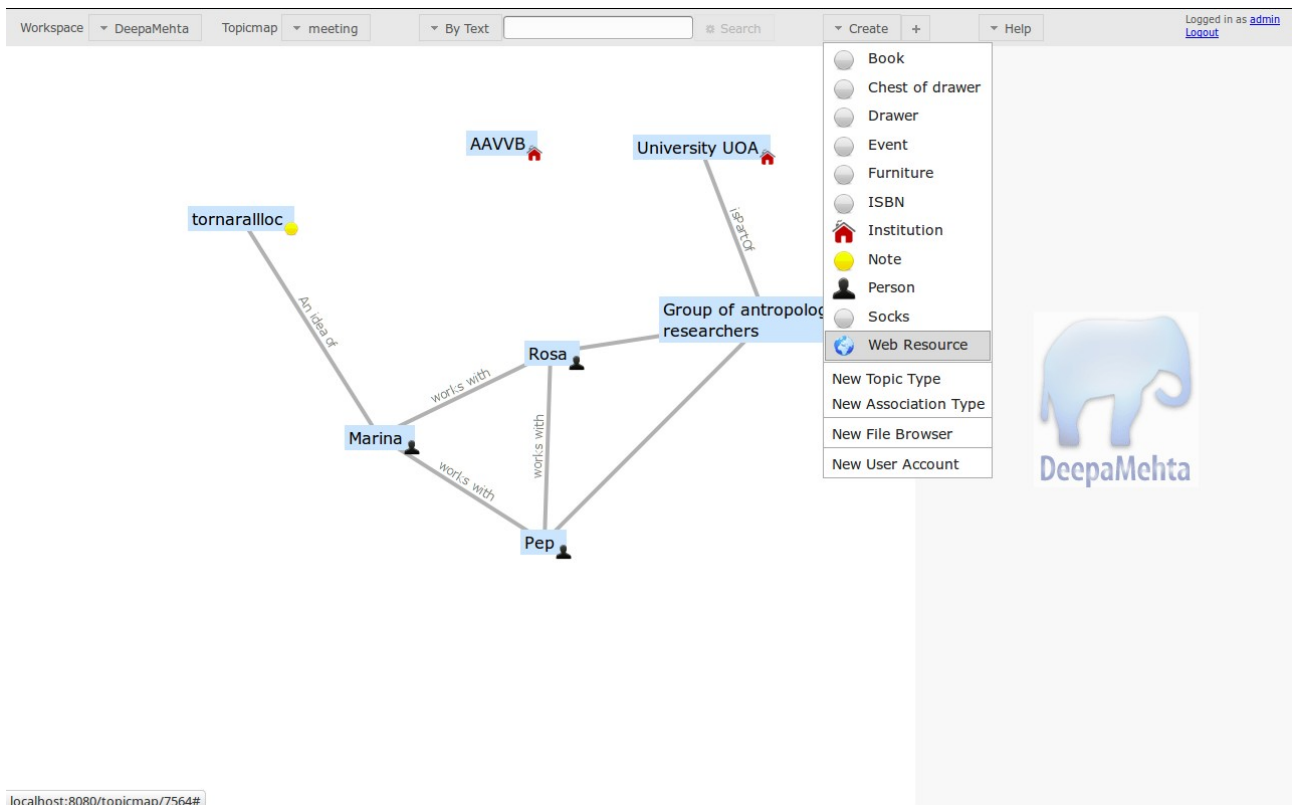 Workspace DeepaMehta Topicmap meeting By Text Search Create + Help
Logged in as admin
Logout
Book
Chest of drawer
Drawer
Event
Furniture
ISBN
Institution
Note
Person
Socks
Web Resource
New Topic Type
New Association Type
New File Browser
New User Account
AAVVB
University UOA
isPartOf
tornarallloc
An idea of
Group of antropolog
researchers
Rosa
works with
works with
Marina
works with
Pep
DeepaMehta
localhost:8080/topicmap/7564#